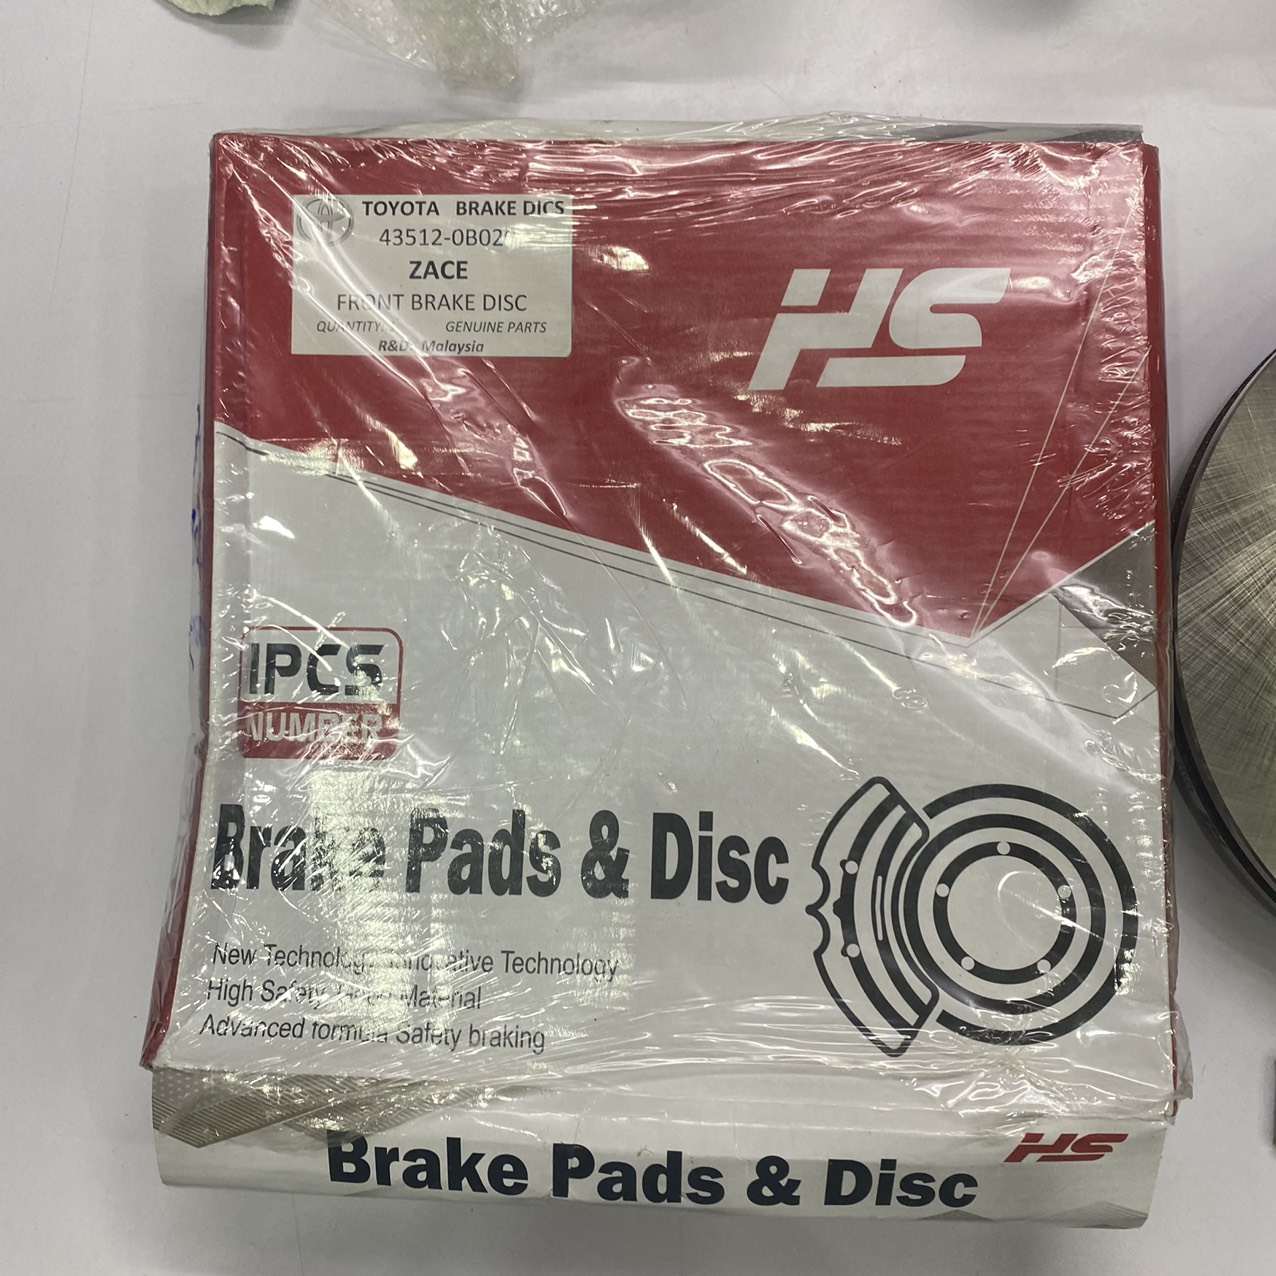 TOYOTA BRAKE DICS
43512-0B02
ZACE
FRONT BRAKE DISC
QUANTITY: GENUINE PARTS
R&D: Malaysia
HS
1PCS
NUMBER
Brake Pads & Disc
New Technology Innovative Technology
High Safety Material
Advanced formula Safety braking
HS
Brake Pads & Disc